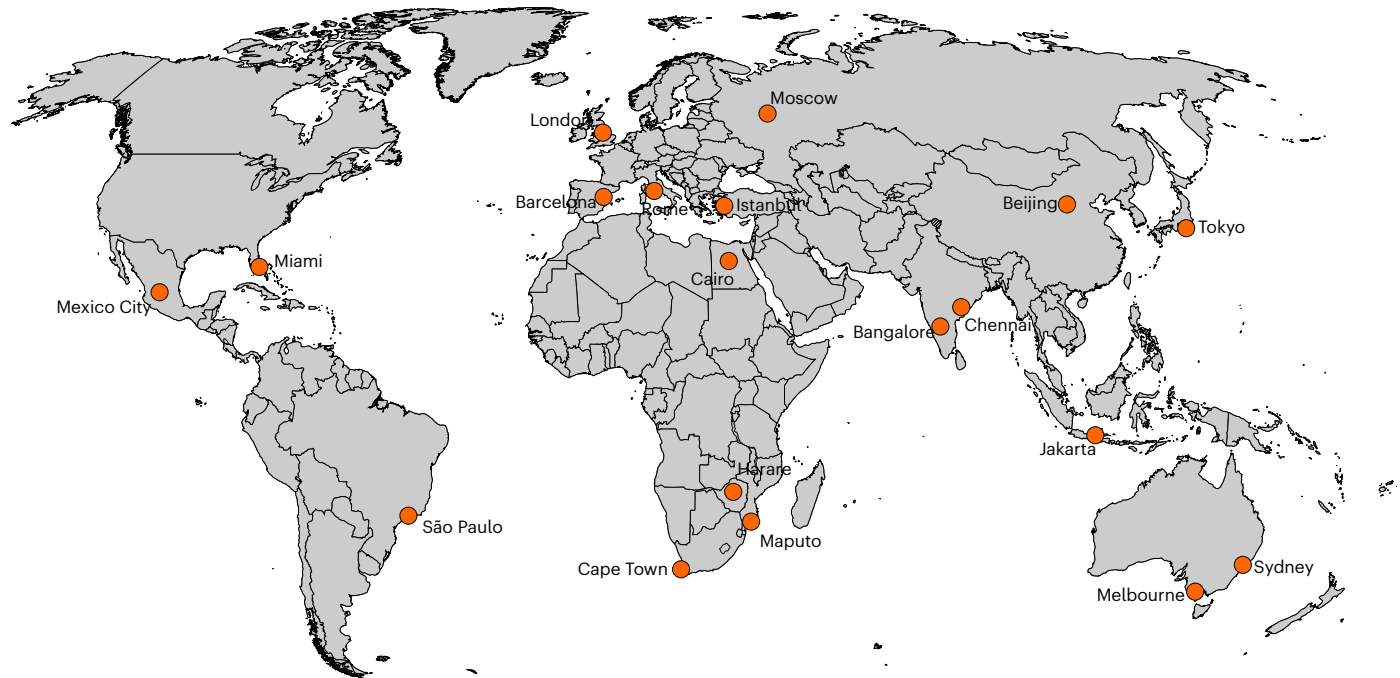 Moscow
London
Barcelona
Rome
Istanbul
Beijing
Tokyo
Miami
Cairo
Mexico City
Bangalore
Chennai
Jakarta
Harare
São Paulo
Maputo
Cape Town
Sydney
Melbourne